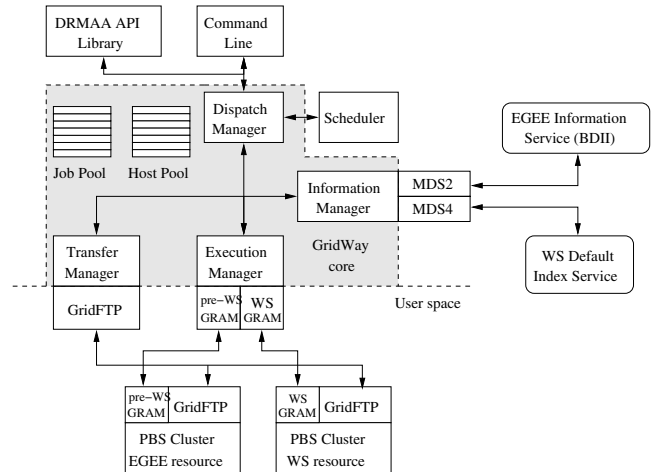 DRMAA API
Library
Command
Line
Dispatch
Manager
Scheduler
EGEE Information
Service (BDII)
Job Pool
Host Pool
Information
Manager
MDS2
MDS4
Transfer
Manager
Execution
Manager
GridWay
core
WS Default
Index Service
GridFTP
pre−WS
GRAM
WS
GRAM
User space
pre−WS
GRAM
GridFTP
PBS Cluster
EGEE resource
WS
GRAM
GridFTP
PBS Cluster
WS resource